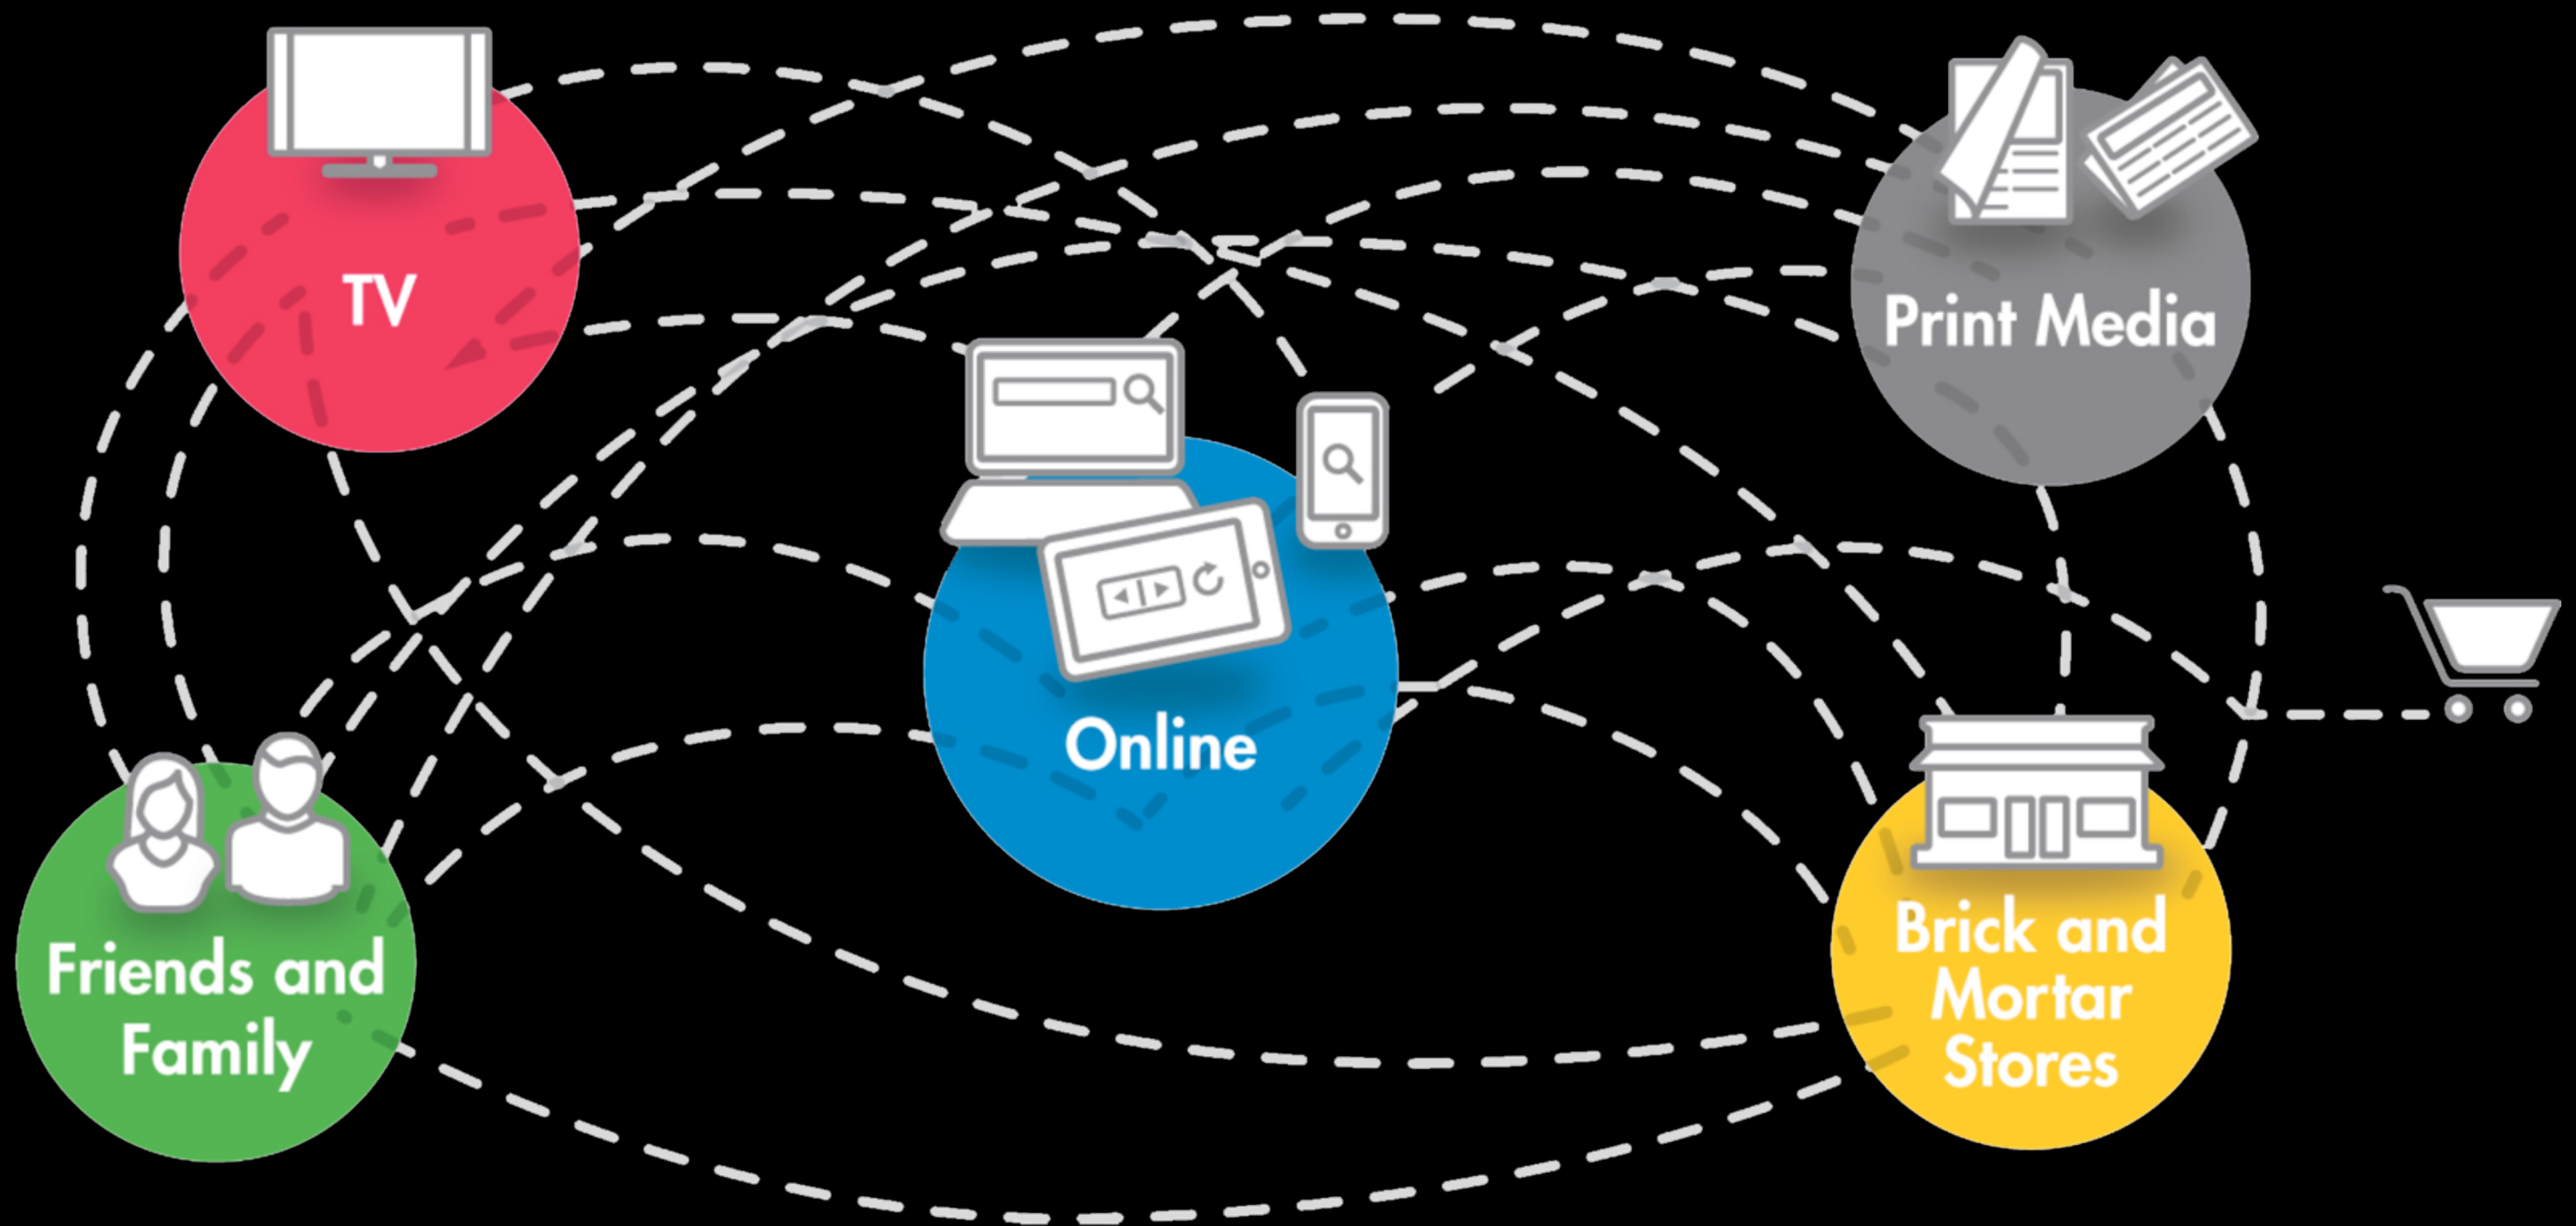 TV
Print Media
Online
Friends and
Family
Brick and
Mortar
Stores